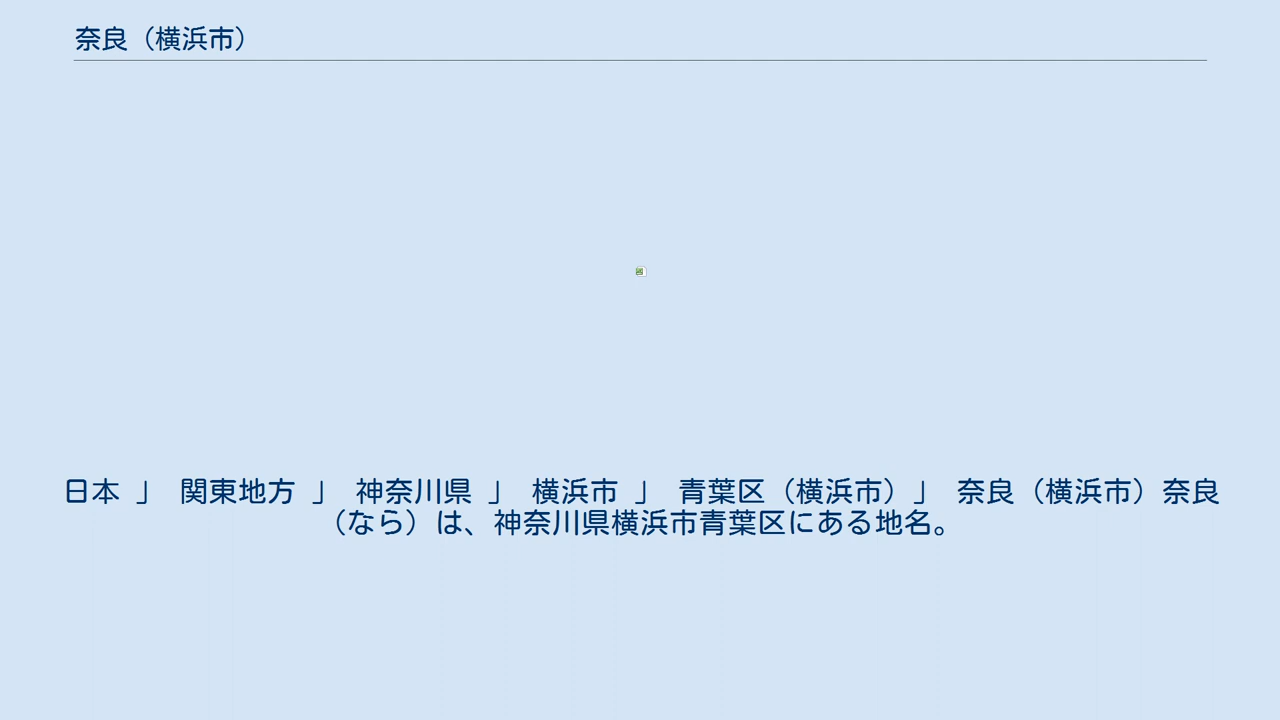 奈良（横浜市）
日本 」 関東地方 」 神奈川県 」 横浜市 」 青葉区（横浜市）」 奈良（横浜市）奈良
（なら）は、神奈川県横浜市青葉区にある地名。